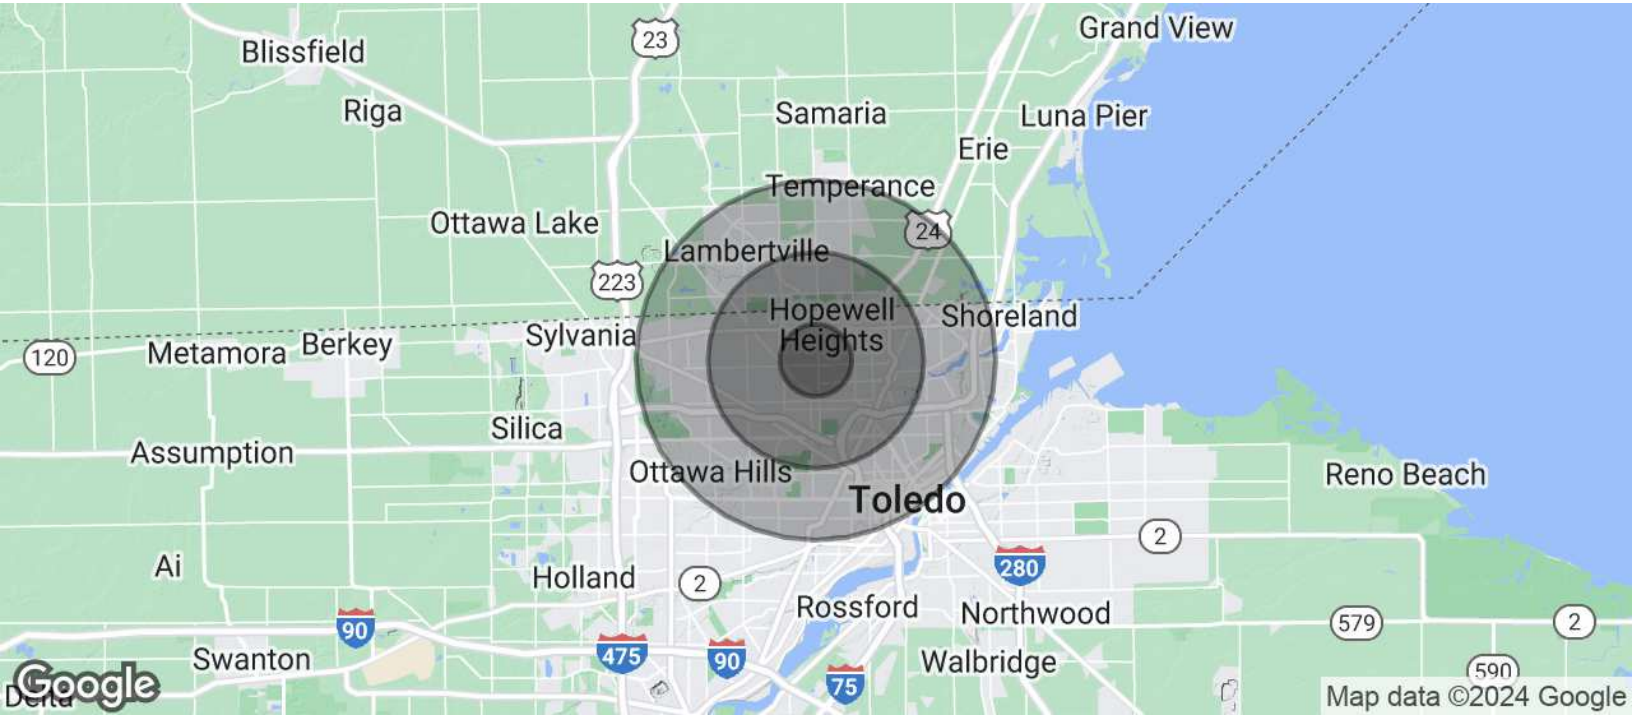 Grand View
23
Blissfield
Riga
Samaria
Luna Pier
Erie
Temperance
Ottawa Lake
24
Lambertville
223
Hopewell
Heights
Shoreland
Sylvania
120
Metamora
Berkey
Silica
Assumption
Ottawa Hills
Reno Beach
Toledo
2
Ai
280
Holland
2
Rossford
Northwood
579
2
90
475
90
Swanton
Walbridge
590
75
Delta
Google
Map data ©2024 Google